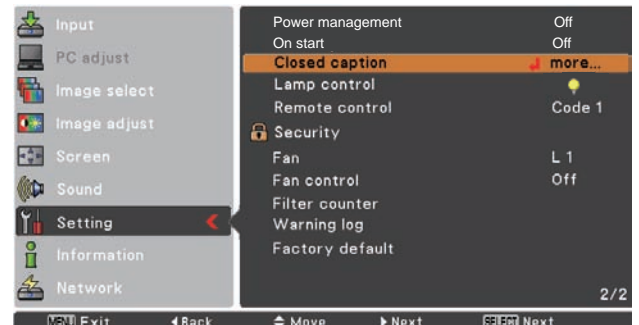 Input
PC adjust
Image select
Image adjust
Screen
Sound
Setting
Information
Network
Power management Off
On start Off
Closed caption more...
Lamp control
Remote control Code 1
Security
Fan L 1
Fan control Off
Filter counter
Warning log
Factory default
2/2
MENU Exit Back Move Next SELECT Next